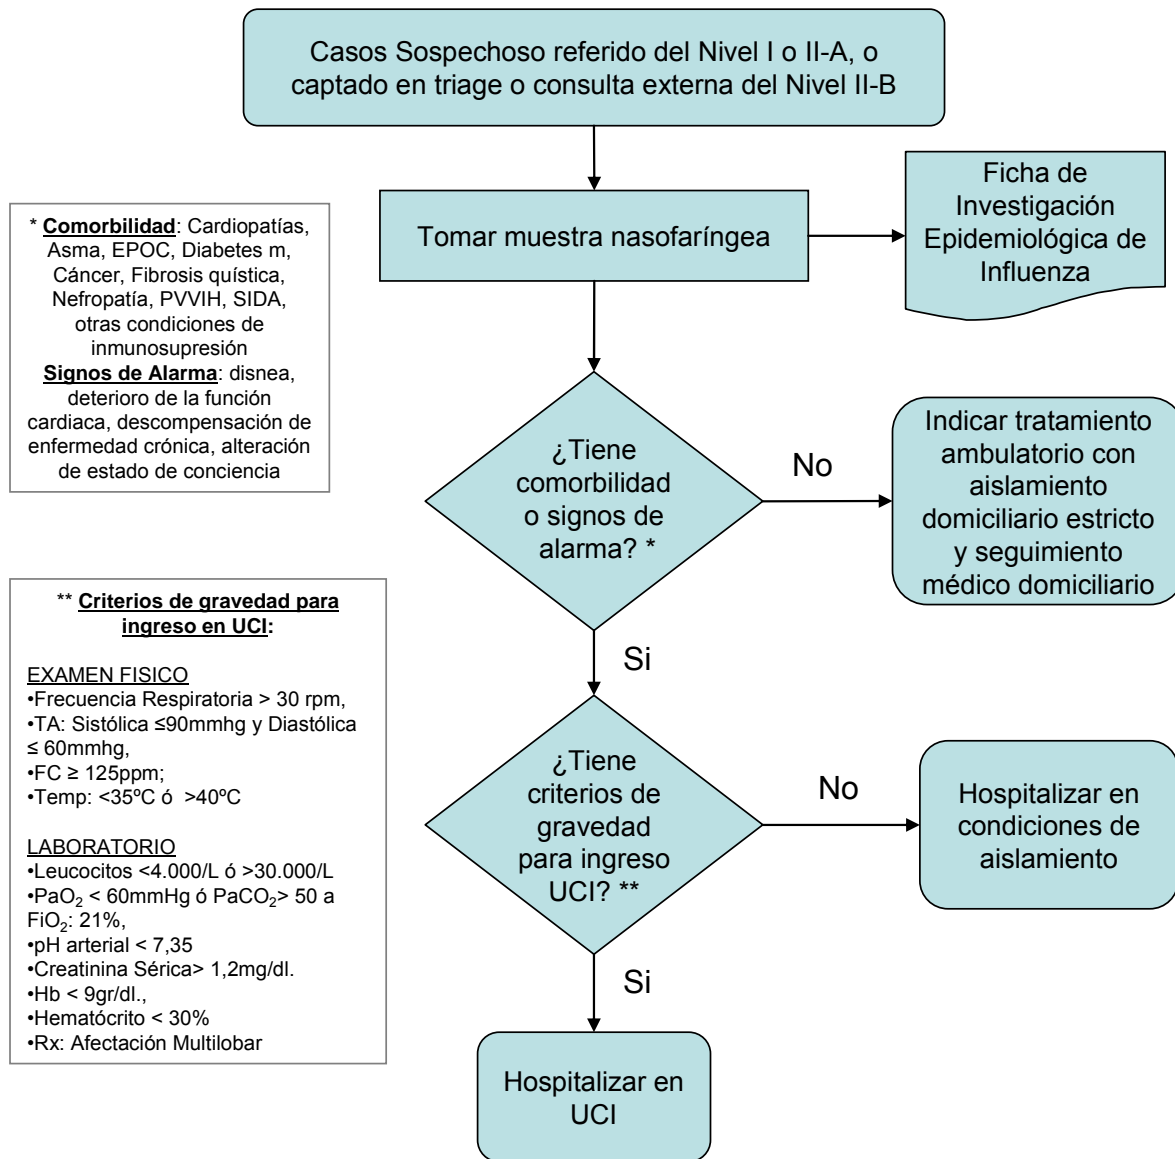 Casos Sospechoso referido del Nivel I o II-A, o
captado en triage o consulta externa del Nivel II-B
Tomar muestra nasofaríngea
Ficha de
Investigación
Epidemiológica de
Influenza
* Comorbilidad: Cardiopatías,
Asma, EPOC, Diabetes m,
Cáncer, Fibrosis quística,
Nefropatía, PVVIH, SIDA,
otras condiciones de
inmunosupresión
Signos de Alarma: disnea,
deterioro de la función
cardiaca, descompensación de
enfermedad crónica, alteración
de estado de conciencia
¿Tiene
comorbilidad
o signos de
alarma? *
No
Indicar tratamiento
ambulatorio con
aislamiento
domiciliario estricto
y seguimiento
médico domiciliario
Si
** Criterios de gravedad para
ingreso en UCI:
EXAMEN FISICO
•Frecuencia Respiratoria > 30 rpm,
•TA: Sistólica ≤90mmhg y Diastólica
≤ 60mmhg,
•FC ≥ 125ppm;
•Temp: <35ºC ó >40ºC
LABORATORIO
•Leucocitos <4.000/L ó >30.000/L
•PaO2 < 60mmHg ó PaCO2> 50 a
FiO2: 21%,
•pH arterial < 7,35
•Creatinina Sérica> 1,2mg/dl.
•Hb < 9gr/dl.,
•Hematócrito < 30%
•Rx: Afectación Multilobar
¿Tiene
criterios de
gravedad
para ingreso
UCI? **
No
Hospitalizar en
condiciones de
aislamiento
Si
Hospitalizar en
UCI